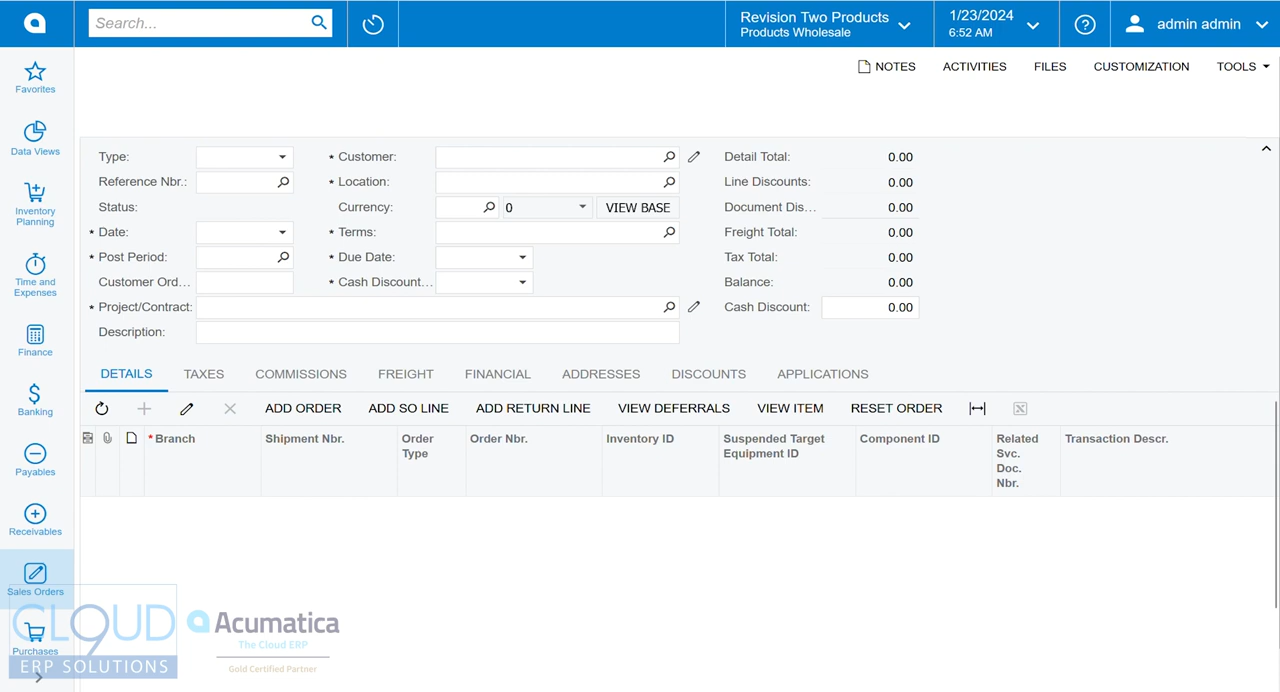 Search...
Revision Two Products
Products Wholesale
1/23/2024
6:52 AM
admin admin
NOTES ACTIVITIES FILES CUSTOMIZATION TOOLS
Favorites
Data Views
Inventory
Planning
Time and
Expenses
Finance
Banking
Payables
Receivables
Sales Orders
Purchases
Type:
Reference Nbr.:
Status:
* Date:
* Post Period:
Customer Ord...
* Project/Contract:
Description:
* Customer:
* Location:
Currency: 0 VIEW BASE
* Terms:
* Due Date:
* Cash Discount...
Detail Total: 0.00
Line Discounts: 0.00
Document Dis... 0.00
Freight Total: 0.00
Tax Total: 0.00
Balance: 0.00
Cash Discount: 0.00
DETAILS TAXES COMMISSIONS FREIGHT FINANCIAL ADDRESSES DISCOUNTS APPLICATIONS
ADD ORDER ADD SO LINE ADD RETURN LINE VIEW DEFERRALS VIEW ITEM RESET ORDER
* Branch
Shipment Nbr.
Order
Type
Order Nbr.
Inventory ID
Suspended Target
Equipment ID
Component ID
Related
Svc.
Doc.
Nbr.
Transaction Descr.
CLOUD
9
ERP SOLUTIONS
Acumatica
The Cloud ERP
Gold Certified Partner